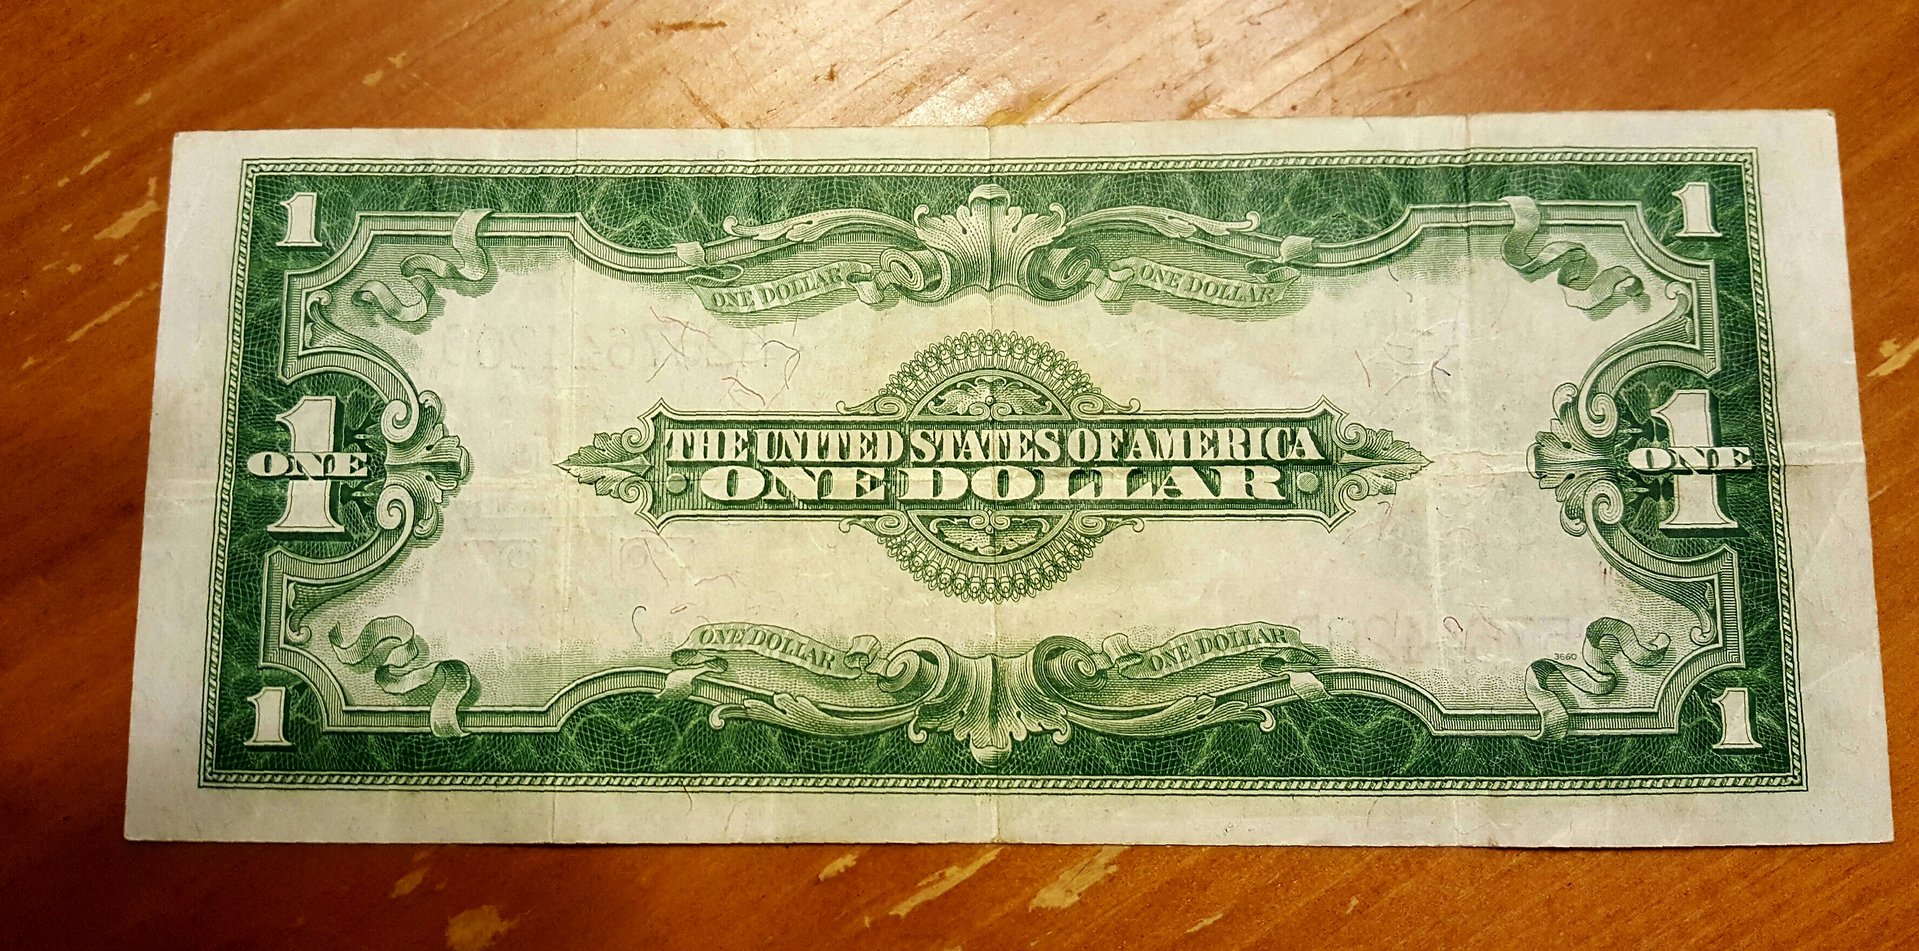 1 1
ONE DOLLAR ONE DOLLAR
THE UNITED STATES OF AMERICA
1 ONE 1 ONE
ONE DOLLAR
ONE DOLLAR ONE DOLLAR
3660
1 1